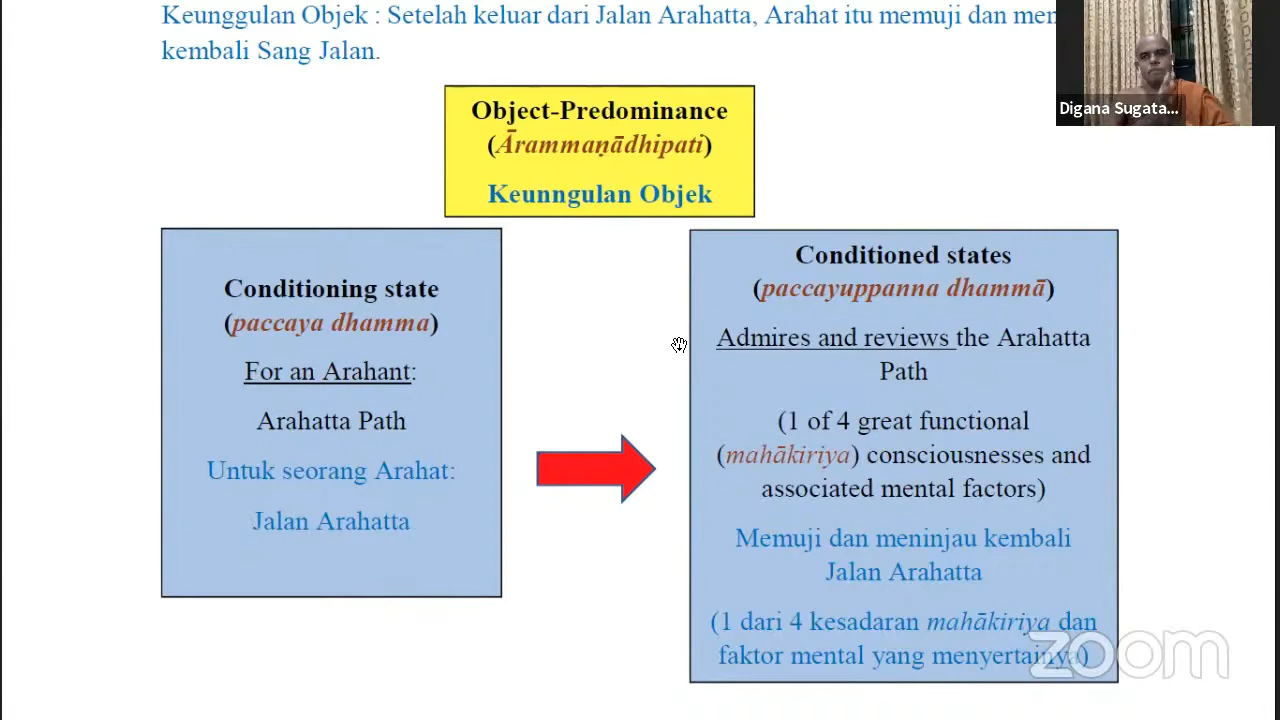 Keunggulan Objek : Setelah keluar dari Jalan Arahatta, Arahat itu memuji dan
kembali Sang Jalan.
Digana Sugata...
Object-Predominance
(Ārammaṇādhipati)
Keunngulan Objek
Conditioning state
(paccaya dhamma)
For an Arahant:
Arahatta Path
Untuk seorang Arahat:
Jalan Arahatta
Conditioned states
(paccayuppanna dhammā)
Admires and reviews the Arahatta
Path
(1 of 4 great functional
(mahākiriya) consciousnesses and
associated mental factors)
Memuji dan meninjau kembali
Jalan Arahatta
(1 dari 4 kesadaran mahākiriya dan
faktor mental yang menyertainya)
zoom